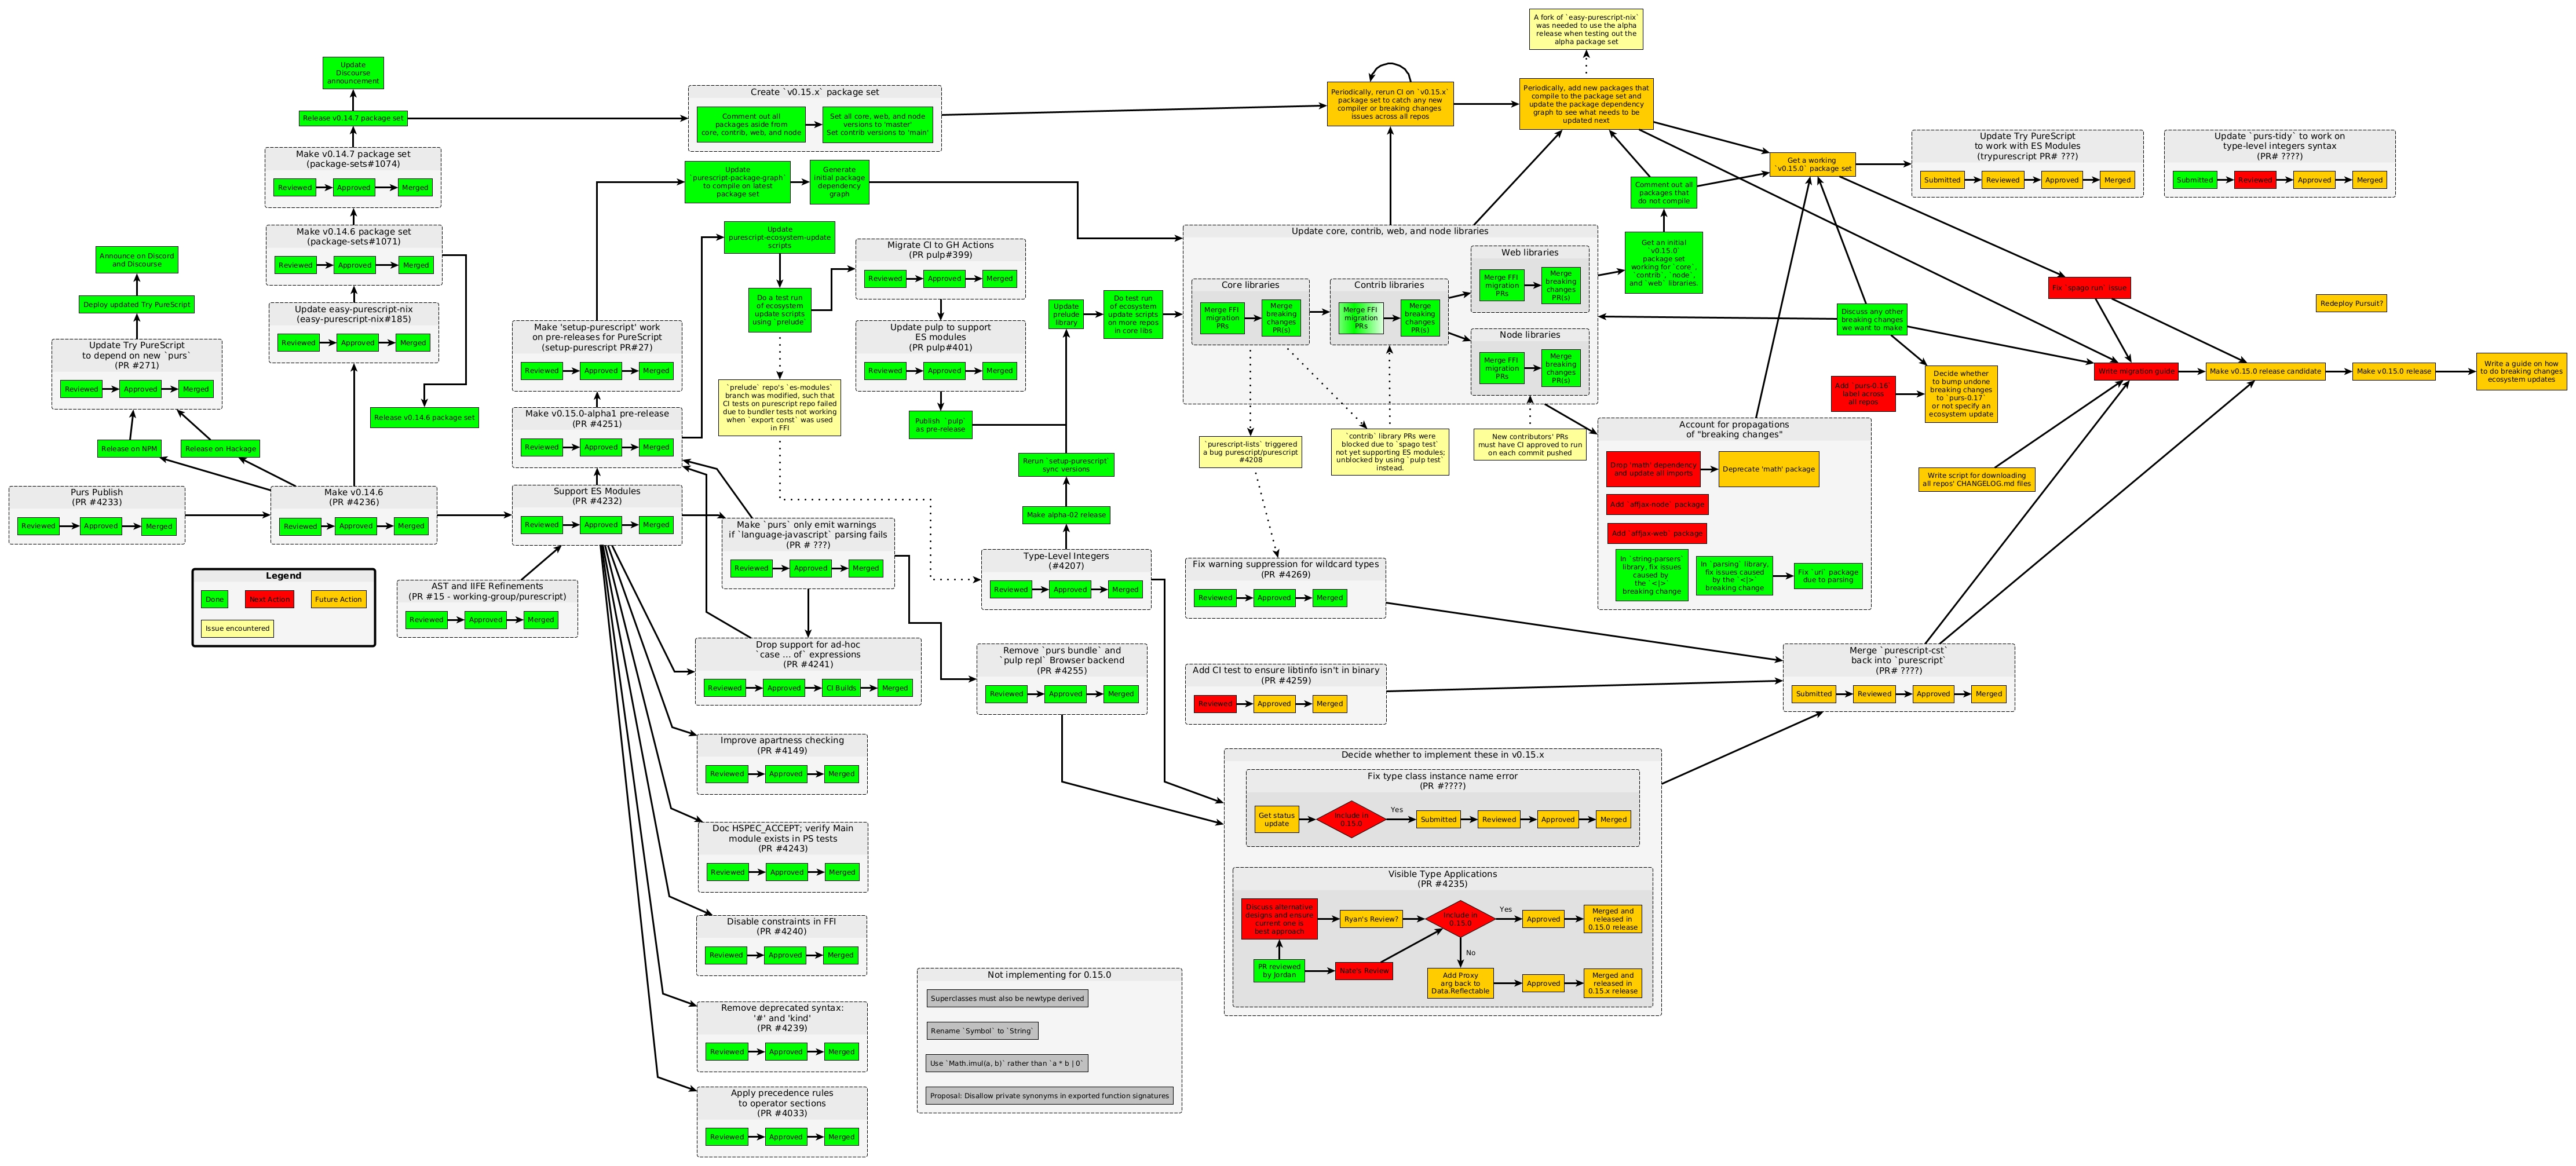 A fork of `easy-purescript-nix`
was needed to use the alpha
release when testing out the
alpha package set
Update
Discourse
announcement
Release v0.14.7 package set
Create `v0.15.x` package set
Comment out all
packages aside from
core, contrib, web, and node
Set all core, web, and node
versions to 'master'
Set contrib versions to 'main'
Periodically, rerun CI on `v0.15.x`
package set to catch any new
compiler or breaking changes
issues across all repos
Periodically, add new packages that
compile to the package set and
update the package dependency
graph to see what needs to be
updated next
Make v0.14.7 package set
(package-sets#1074)
Reviewed
Approved
Merged
Update
`purescript-package-graph`
to compile on latest
package set
Generate
initial package
dependency
graph
Get a working
`v0.15.0` package set
Comment out all
packages that
do not compile
Update Try PureScript
to work with ES Modules
(trypurescript PR# ???)
Submitted
Reviewed
Approved
Merged
Update `purs-tidy` to work on
type-level integers syntax
(PR# ????)
Submitted
Reviewed
Approved
Merged
Make v0.14.6 package set
(package-sets#1071)
Reviewed
Approved
Merged
Announce on Discord
and Discourse
Deploy updated Try PureScript
Update easy-purescript-nix
(easy-purescript-nix#185)
Reviewed
Approved
Merged
Release v0.14.6 package set
Update Try PureScript
to depend on new `purs`
(PR #271)
Reviewed
Approved
Merged
Release on NPM
Release on Hackage
Purs Publish
(PR #4233)
Reviewed
Approved
Merged
Make v0.14.6
(PR #4236)
Reviewed
Approved
Merged
Legend
Done
Next Action
Future Action
Issue encountered
AST and IIFE Refinements
(PR #15 - working-group/purescript)
Reviewed
Approved
Merged
Make 'setup-purescript' work
on pre-releases for PureScript
(setup-purescript PR#27)
Reviewed
Approved
Merged
Make v0.15.0-alpha1 pre-release
(PR #4251)
Reviewed
Approved
Merged
Support ES Modules
(PR #4232)
Reviewed
Approved
Merged
Update
purescript-ecosystem-update
scripts
Do a test run
of ecosystem
update scripts
using `prelude`
`prelude` repo's `es-modules`
branch was modified, such that
CI tests on purescript repo failed
due to bundler tests not working
when `export const` was used
in FFI
Migrate CI to GH Actions
(PR pulp#399)
Reviewed
Approved
Merged
Update pulp to support
ES modules
(PR pulp#401)
Reviewed
Approved
Merged
Publish `pulp`
as pre-release
Update
prelude
library
Do test run
of ecosystem
update scripts
on more repos
in core libs
Rerun `setup-purescript`
sync versions
Make alpha-02 release
Type-Level Integers
(#4207)
Reviewed
Approved
Merged
Make `purs` only emit warnings
if `language-javascript` parsing fails
(PR # ???)
Reviewed
Approved
Merged
Drop support for ad-hoc
`case ... of` expressions
(PR #4241)
Reviewed
Approved
CI Builds
Merged
Remove `purs bundle` and
`pulp repl` Browser backend
(PR #4255)
Reviewed
Approved
Merged
Improve apartness checking
(PR #4149)
Reviewed
Approved
Merged
Doc HSPEC_ACCEPT; verify Main
module exists in PS tests
(PR #4243)
Reviewed
Approved
Merged
Disable constraints in FFI
(PR #4240)
Reviewed
Approved
Merged
Remove deprecated syntax:
'#' and 'kind'
(PR #4239)
Reviewed
Approved
Merged
Apply precedence rules
to operator sections
(PR #4033)
Reviewed
Approved
Merged
Not implementing for 0.15.0
Superclasses must also be newtype derived
Rename `Symbol` to `String`
Use `Math.imul(a, b)` rather than `a * b | 0`
Proposal: Disallow private synonyms in exported function signatures
Update core, contrib, web, and node libraries
Core libraries
Merge FFI
migration
PRs
Merge
breaking
changes
PR(s)
Contrib libraries
Merge FFI
migration
PRs
Merge
breaking
changes
PR(s)
Web libraries
Merge FFI
migration
PRs
Merge
breaking
changes
PR(s)
Node libraries
Merge FFI
migration
PRs
Merge
breaking
changes
PR(s)
Get an initial
`v0.15.0`
package set
working for `core`,
`contrib`, `node`,
and `web` libraries.
`purescript-lists` triggered
a bug purescript/purescript
#4208
`contrib` library PRs were
blocked due to `spago test`
not yet supporting ES modules;
unblocked by using `pulp test`
instead.
New contributors' PRs
must have CI approved to run
on each commit pushed
Account for propagations
of "breaking changes"
Drop 'math' dependency
and update all imports
Deprecate 'math' package
Add `affjax-node` package
Add `affjax-web` package
In `string-parsers`
library, fix issues
caused by
the `<|>`
breaking change
In `parsing` library,
fix issues caused
by the `<|>`
breaking change
Fix `uri` package
due to parsing
Discuss any other
breaking changes
we want to make
Add `purs-0.16`
label across
all repos
Decide whether
to bump undone
breaking changes
to `purs-0.17`
or not specify an
ecosystem update
Write script for downloading
all repos' CHANGELOG.md files
Fix `spago run` issue
Redeploy Pursuit?
Write migration guide
Make v0.15.0 release candidate
Make v0.15.0 release
Write a guide on how
to do breaking changes
ecosystem updates
Fix warning suppression for wildcard types
(PR #4269)
Reviewed
Approved
Merged
Add CI test to ensure libtinfo isn't in binary
(PR #4259)
Reviewed
Approved
Merged
Merge `purescript-cst`
back into `purescript`
(PR# ????)
Submitted
Reviewed
Approved
Merged
Decide whether to implement these in v0.15.x
Fix type class instance name error
(PR #????)
Get status
update
Include in
0.15.0
Yes
Submitted
Reviewed
Approved
Merged
Visible Type Applications
(PR #4235)
Discuss alternative
designs and ensure
current one is
best approach
Ryan's Review?
Include in
0.15.0
Yes
Approved
Merged and
released in
0.15.0 release
PR reviewed
by Jordan
Nate's Review
No
Add Proxy
arg back to
Data.Reflectable
Approved
Merged and
released in
0.15.x release